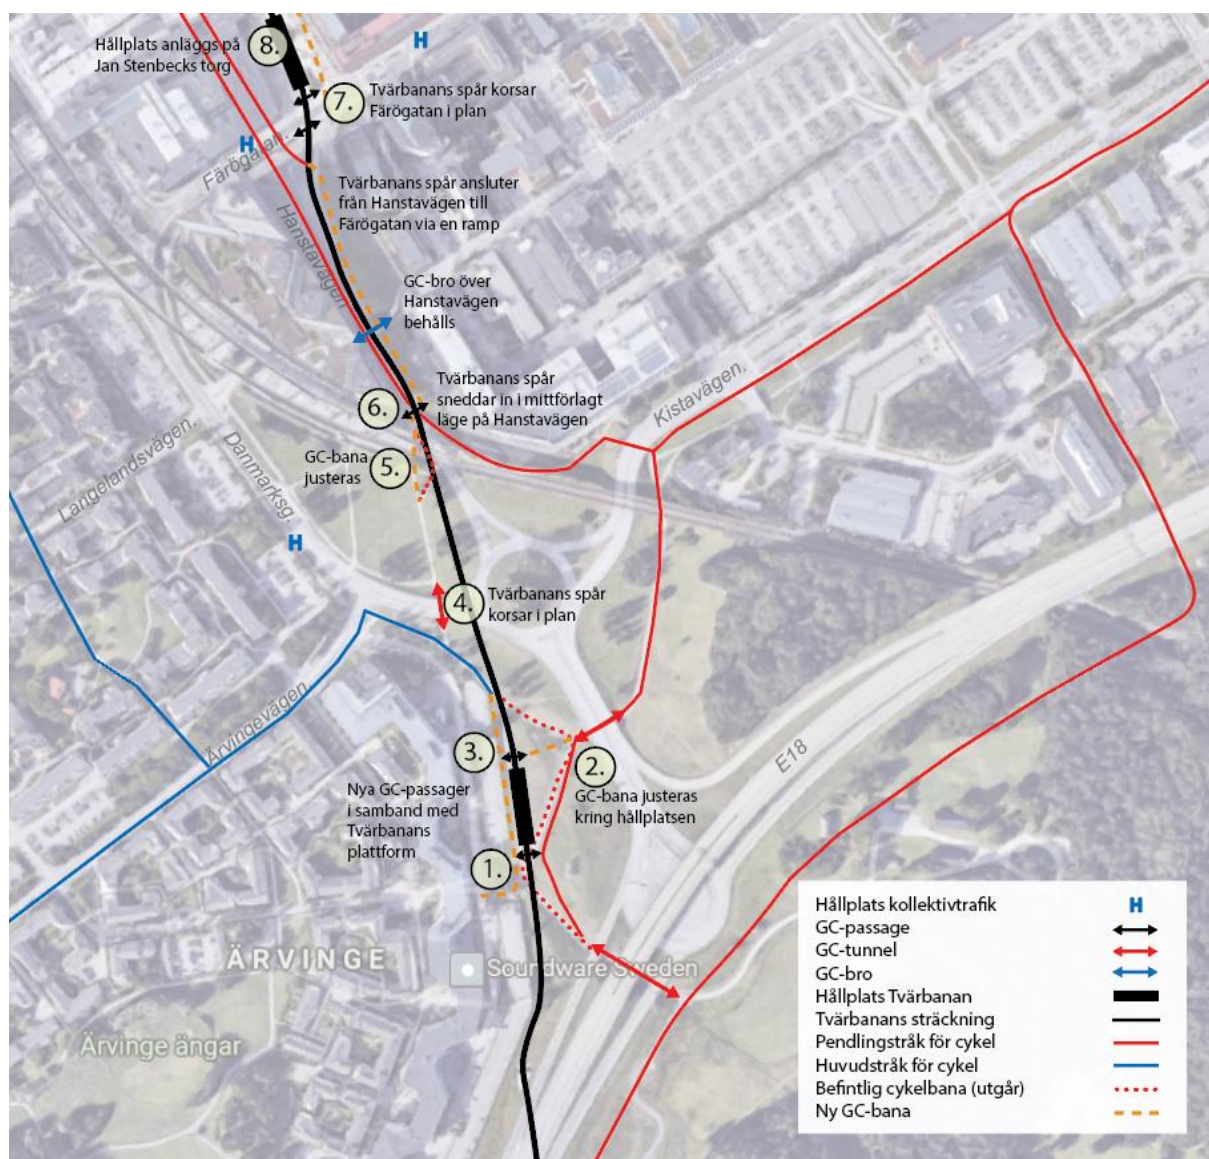 Hållplats anläggs på
Jan Stenbecks torg
8.
H
7.
Tvärbanans spår korsar
Färögatan i plan
H
Färögatan.
Tvärbanans spår ansluter
från Hanstavägen till
Färögatan via en ramp
Hanstavägen
GC-bro över
Hanstavägen
behålls
Tvärbanans spår
sneddar in i mittförlagt
läge på Hanstavägen
6.
Kistavägen.
GC-bana
justeras
5.
Langelandsvägen.
Danmarksg.
H
4.
Tvärbanans spår
korsar i plan
Ärvingevägen
3.
2.
E18
Nya GC-passager
i samband med
Tvärbanans
plattform
GC-bana justeras
kring hållplatsen
1.
ÄRVINGE
Soundware Sweden
Ärvinge ängar
Hållplats kollektivtrafik H
GC-passage
GC-tunnel
GC-bro
Hållplats Tvärbanan
Tvärbanans sträckning
Pendlingstråk för cykel
Huvudstråk för cykel
Befintlig cykelbana (utgår)
Ny GC-bana